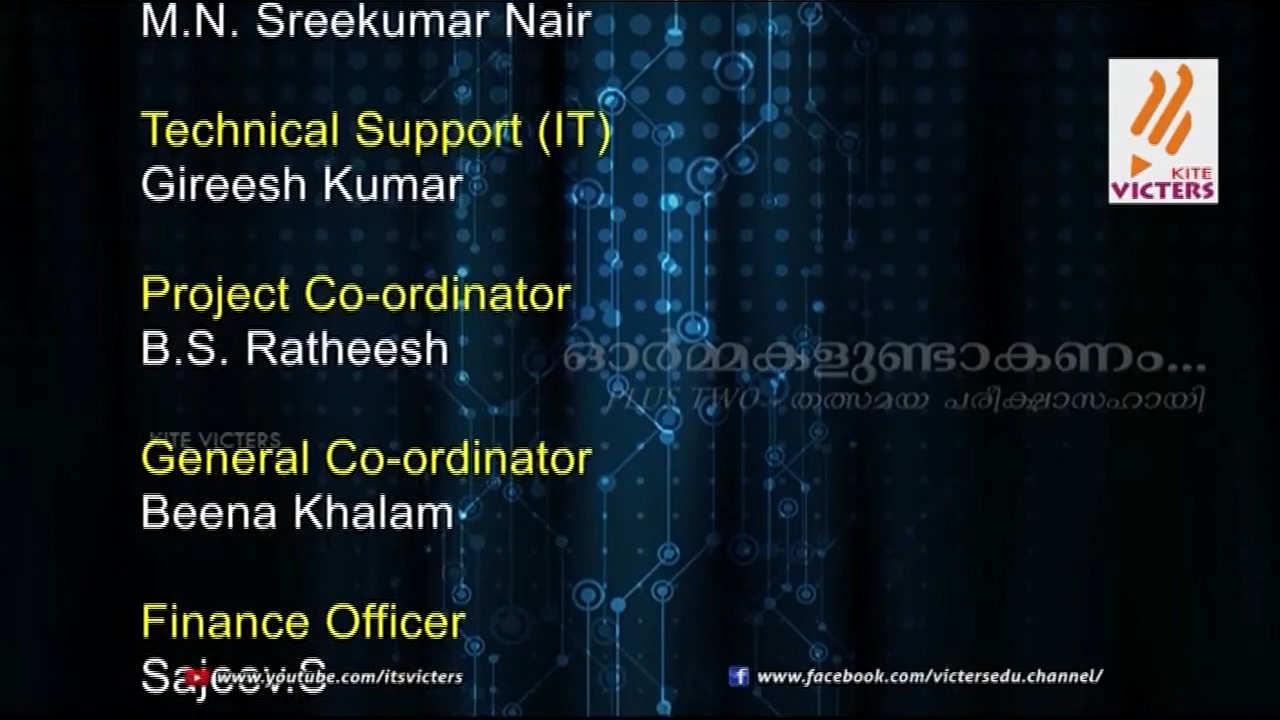 M.N. Sreekumar Nair
Technical Support (IT)
Gireesh Kumar
Project Co-ordinator
B.S. Ratheesh
General Co-ordinator
Beena Khalam
Finance Officer
Sajeev.S
KITE
VICTERS
ഓർമ്മകളുണ്ടാകണം...
PLUS TWO - തത്സമയ പരീക്ഷാസഹായി
KITE VICTERS
www.youtube.com/itsvicters
www.facebook.com/victersedu.channel/